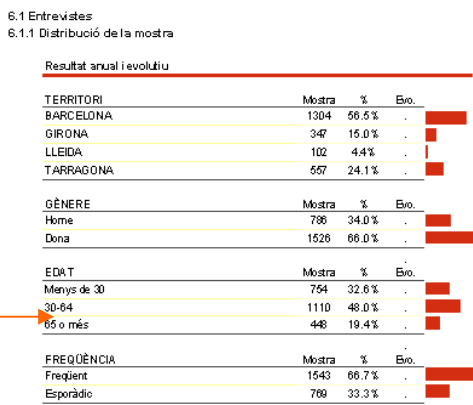 6.1 Entrevistes
6.1.1 Distribució de la mostra
Resultat anual i evolutiu
TERRITORI Mostra % Evo.
BARCELONA 1304 56.5% .
GIRONA 347 15.0% .
LLEIDA 102 4.4% .
TARRAGONA 557 24.1% .
GÈNERE Mostra % Evo.
Home 786 34.0% .
Dona 1526 66.0% .
.
EDAT Mostra % Evo.
Menys de 30 754 32.6% .
30-64 1110 48.0% .
65 o més 448 19.4% .
.
FREQÜÈNCIA Mostra % Evo.
Freqüent 1543 66.7% .
Esporàdic 769 33.3% .